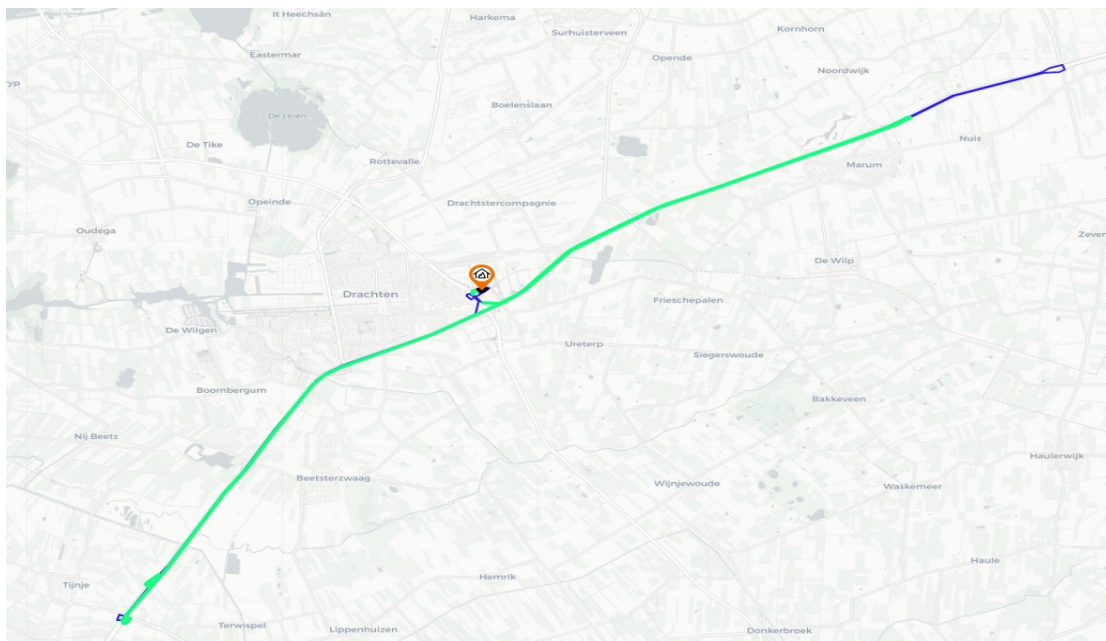 It Heechsân
Harkema
Surhuisterveen
Kornhorn
Eastermar
Opende
Noordwijk
Boelenslaan
De Leien
De Tike
Nuis
Rottevalle
Marum
Opeinde
Drachtstercompagnie
Oudega
Zeven
De Wilp
Drachten
Frieschepalen
De Wilgen
Ureterp
Siegerswoude
Boornbergum
Bakkeveen
Nij Beets
Haulerwijk
Beetsterzwaag
Wijnjewoude
Waskemeer
Haule
Hemrik
Tijnje
Terwispel
Lippenhuizen
Donkerbroek